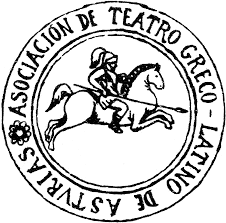 ASOCIACIÓN DE TEATRO GRECO-LATINO DE ASTVRIAS